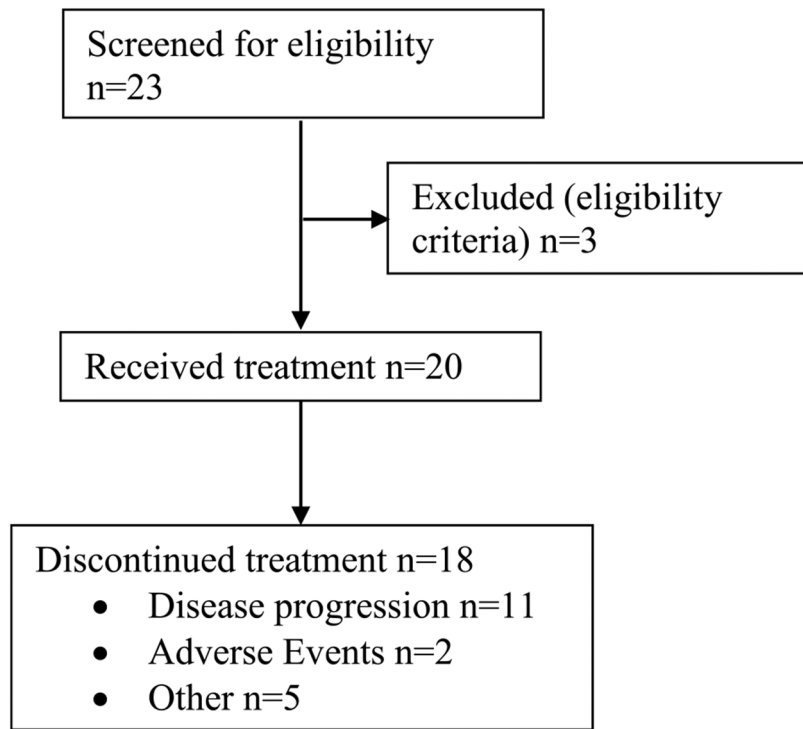 Screened for eligibility
n=23
Excluded (eligibility
criteria) n=3
Received treatment n=20
Discontinued treatment n=18
• Disease progression n=11
• Adverse Events n=2
• Other n=5